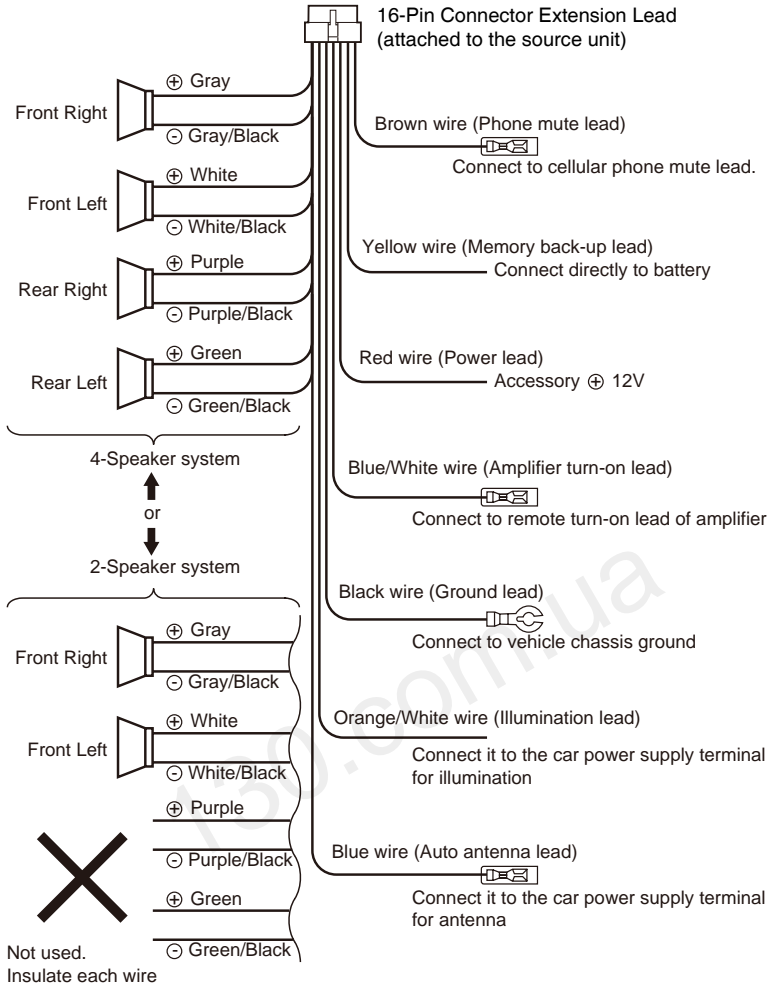 16-Pin Connector Extension Lead
(attached to the source unit)
Front Right
⊕ Gray
⊖ Gray/Black
Front Left
⊕ White
⊖ White/Black
Rear Right
⊕ Purple
⊖ Purple/Black
Rear Left
⊕ Green
⊖ Green/Black
4-Speaker system
or
2-Speaker system
Front Right
⊕ Gray
⊖ Gray/Black
Front Left
⊕ White
⊖ White/Black
⊕ Purple
⊖ Purple/Black
⊕ Green
⊖ Green/Black
Not used.
Insulate each wire
Brown wire (Phone mute lead)
Connect to cellular phone mute lead.
Yellow wire (Memory back-up lead)
Connect directly to battery
Red wire (Power lead)
Accessory ⊕ 12V
Blue/White wire (Amplifier turn-on lead)
Connect to remote turn-on lead of amplifier
Black wire (Ground lead)
Connect to vehicle chassis ground
Orange/White wire (Illumination lead)
Connect it to the car power supply terminal
for illumination
Blue wire (Auto antenna lead)
Connect it to the car power supply terminal
for antenna
130.com.ua